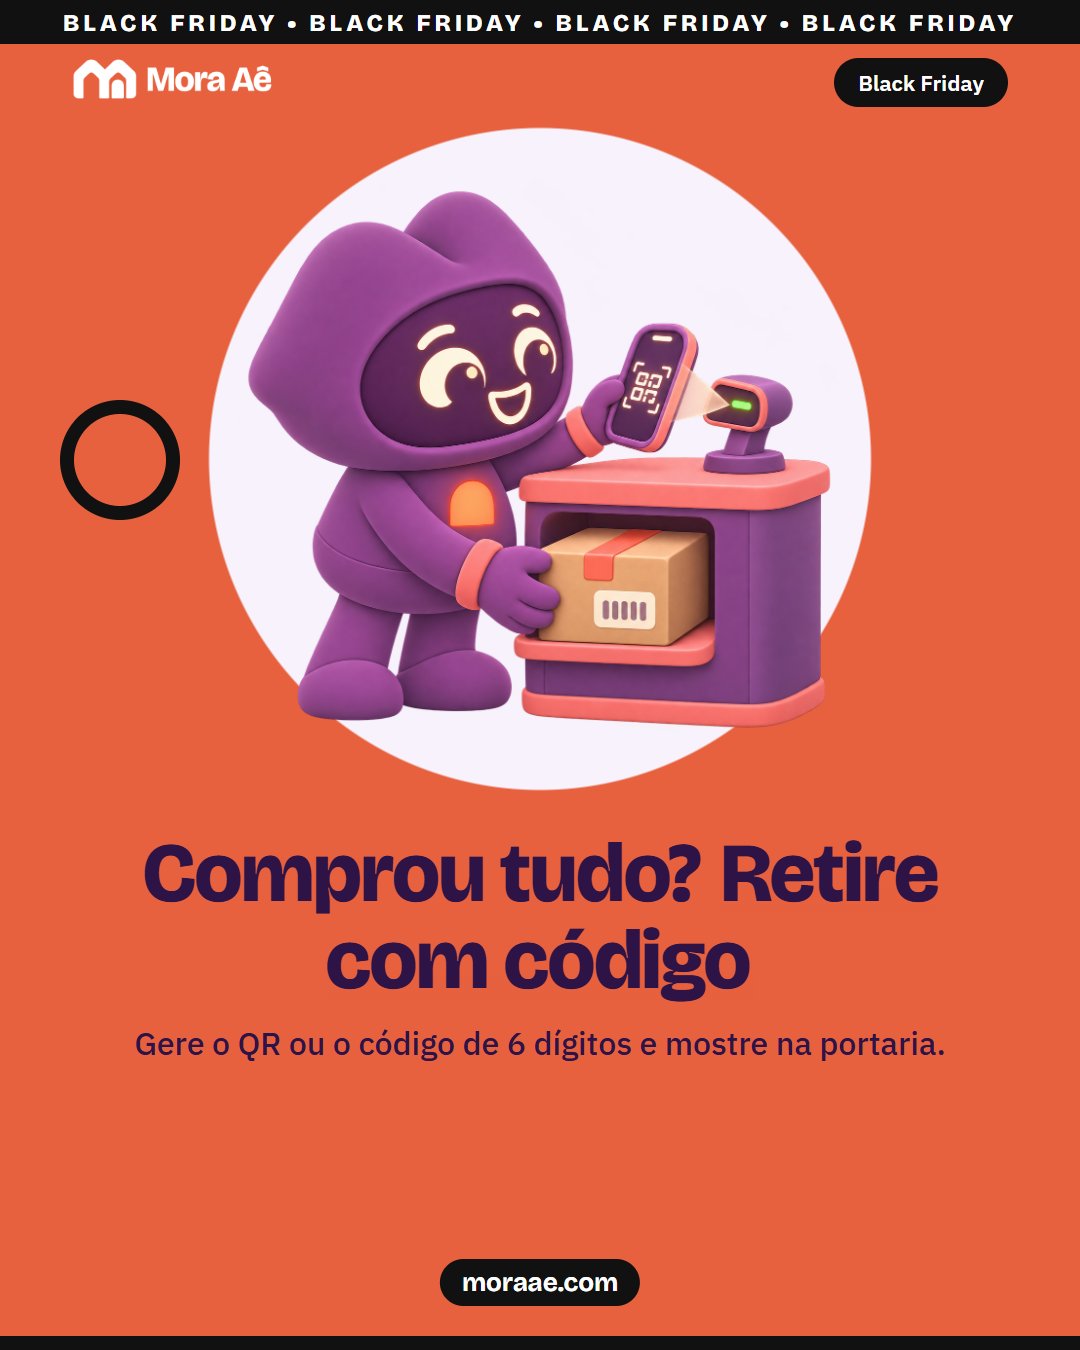 BLACK FRIDAY • BLACK FRIDAY • BLACK FRIDAY • BLACK FRIDAY
Mora Aê
Black Friday
Comprou tudo? Retire
com código
Gere o QR ou o código de 6 dígitos e mostre na portaria.
moraae.com